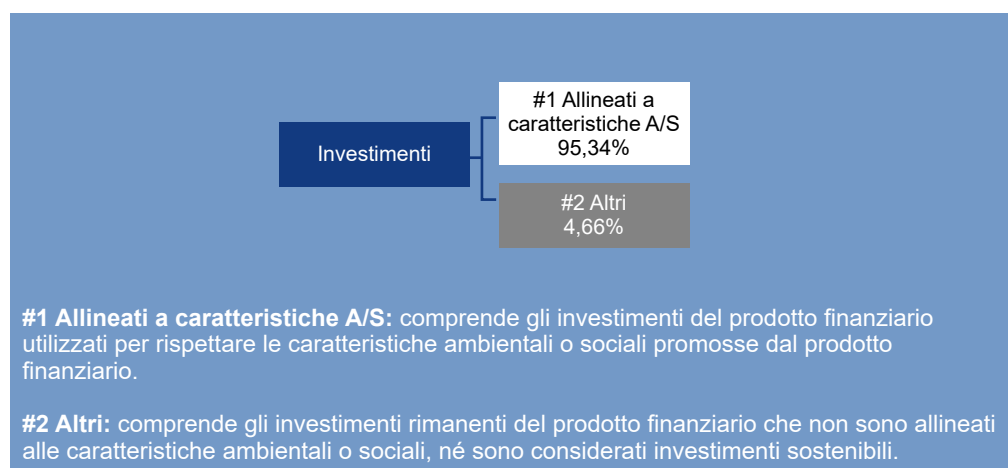 Investimenti
#1 Allineati a
caratteristiche A/S
95,34%
#2 Altri
4,66%
#1 Allineati a caratteristiche A/S: comprende gli investimenti del prodotto finanziario
utilizzati per rispettare le caratteristiche ambientali o sociali promosse dal prodotto
finanziario.
#2 Altri: comprende gli investimenti rimanenti del prodotto finanziario che non sono allineati
alle caratteristiche ambientali o sociali, né sono considerati investimenti sostenibili.